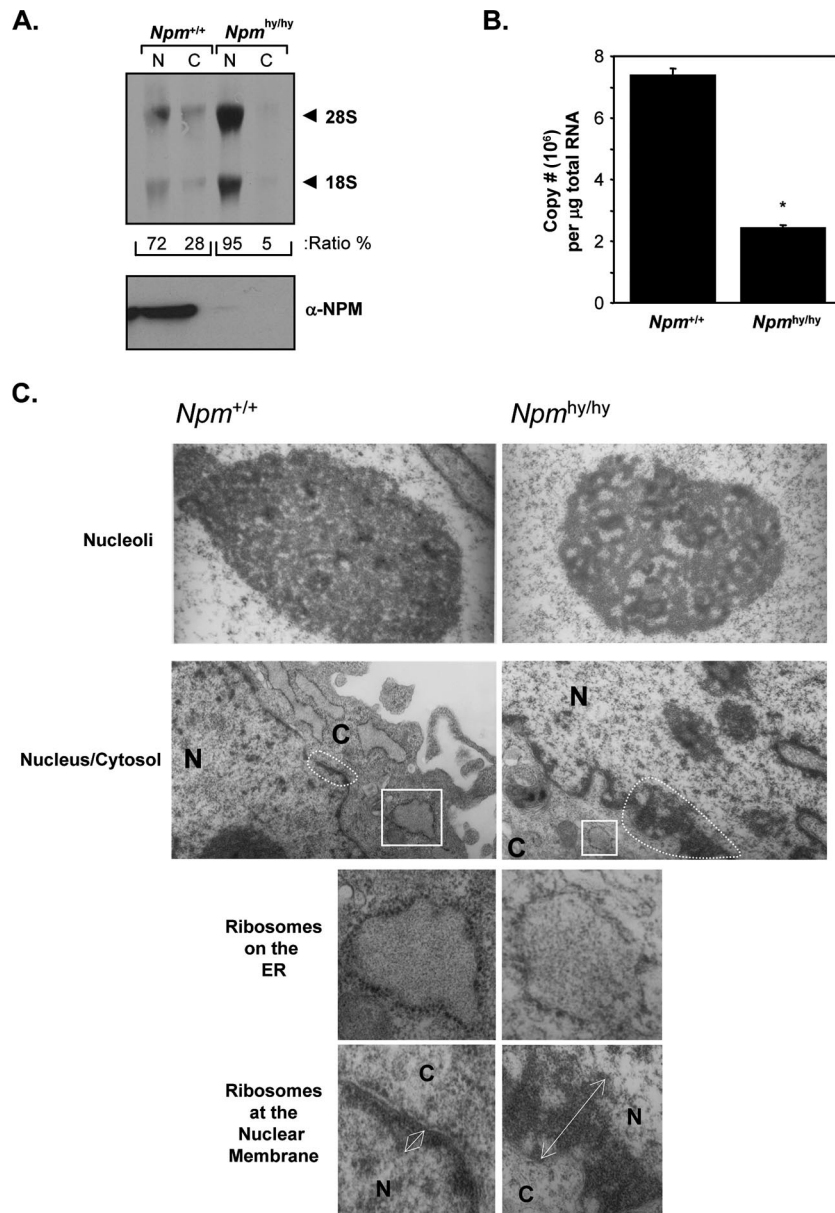 A.
Npm+/+ Npmhy/hy
N C N C
28S
18S
72 28 95 5 :Ratio %
α-NPM
B.
Copy # (10⁶)
per μg total RNA
8
6
4
2
0
*
Npm+/+ Npmhy/hy
C.
Npm+/+ Npmhy/hy
Nucleoli
Nucleus/Cytosol
N
C
N
C
Ribosomes
on the
ER
Ribosomes
at the
Nuclear
Membrane
C
N
N
C